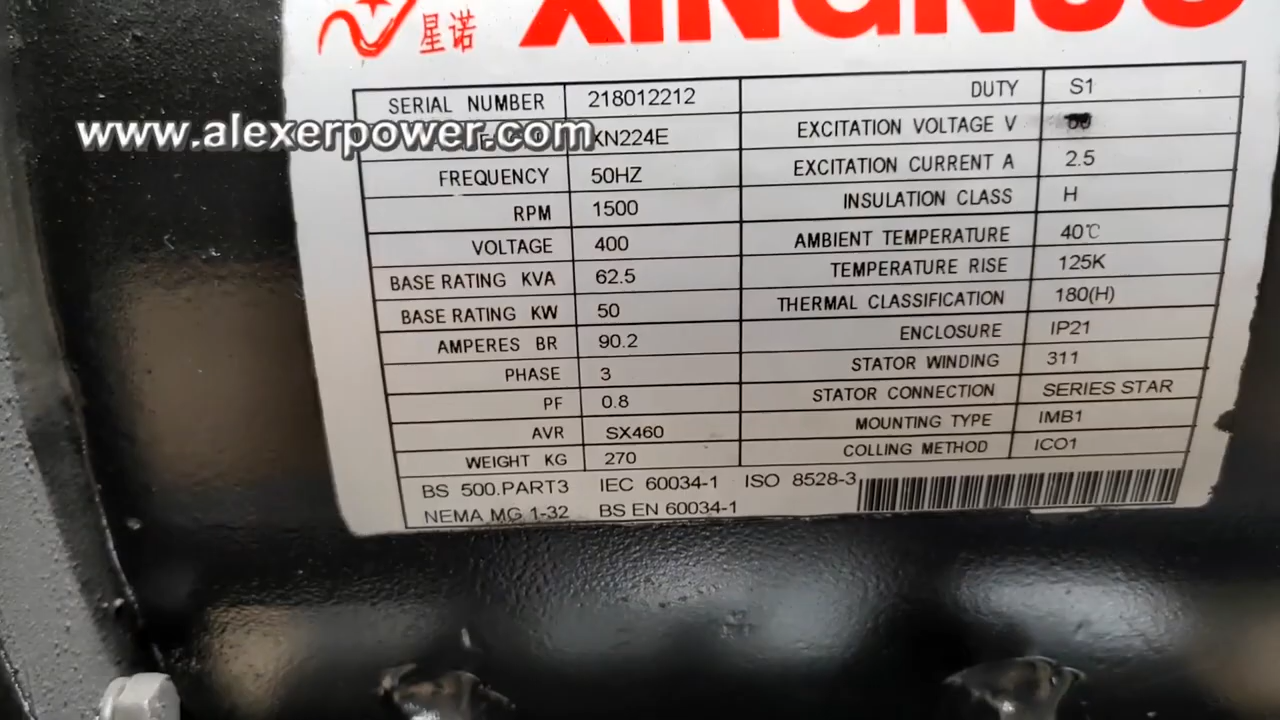 星诺 XINGNUO
SERIAL NUMBER 218012212 DUTY S1
www.alexerpower.com
XN224E EXCITATION VOLTAGE V
FREQUENCY 50HZ EXCITATION CURRENT A 2.5
RPM 1500 INSULATION CLASS H
VOLTAGE 400 AMBIENT TEMPERATURE 40℃
BASE RATING KVA 62.5 TEMPERATURE RISE 125K
BASE RATING KW 50 THERMAL CLASSIFICATION 180(H)
AMPERES BR 90.2 ENCLOSURE IP21
PHASE 3 STATOR WINDING 311
PF 0.8 STATOR CONNECTION SERIES STAR
AVR SX460 MOUNTING TYPE IMB1
WEIGHT KG 270 COLLING METHOD ICO1
BS 500.PART3 IEC 60034-1 ISO 8528-3
NEMA MG 1-32 BS EN 60034-1